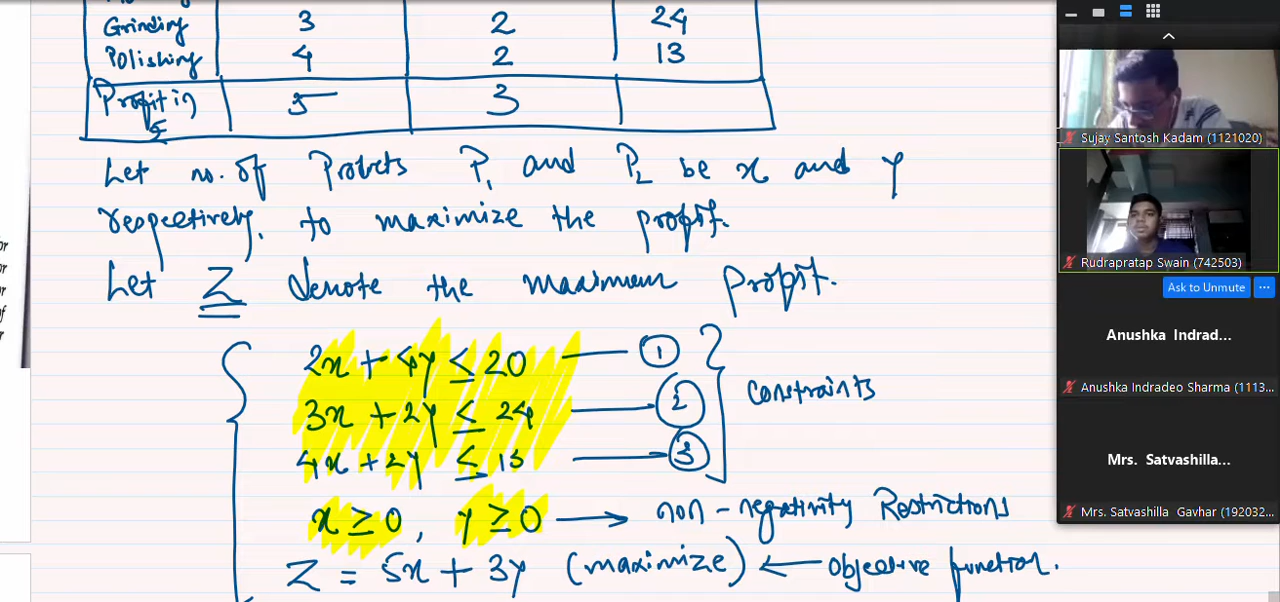 Grinding 3 2 24
Polishing 4 2 13
Profit in 5 3
Let no. of Products P1 and P2 be x and y
respectively, to maximize the profit.
Let Z denote the maximum profit.
2x + 4y ≤ 20 — 1
3x + 2y ≤ 24 → 2
4x + 2y ≤ 13 → 3
constraints
x ≥ 0, y ≥ 0 → non-negativity Restrictions
Z = 5x + 3y (maximize) ← objective function.
or
or
or
of
r
Sujay Santosh Kadam (1121020)
Rudrapratap Swain (742503)
Ask to Unmute ...
Anushka Indrad...
Anushka Indradeo Sharma (1113...
Mrs. Satvashilla...
Mrs. Satvashilla Gavhar (192032...